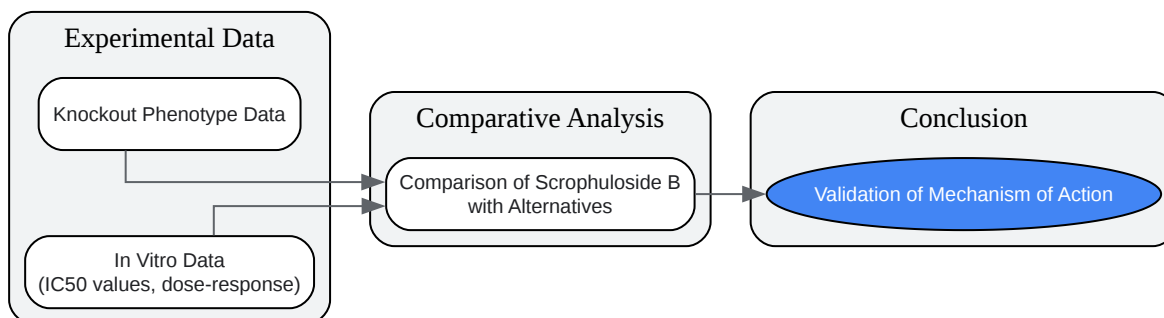 Experimental Data
Knockout Phenotype Data
In Vitro Data
(IC50 values, dose-response)
Comparative Analysis
Comparison of Scrophuloside B
with Alternatives
Conclusion
Validation of Mechanism of Action